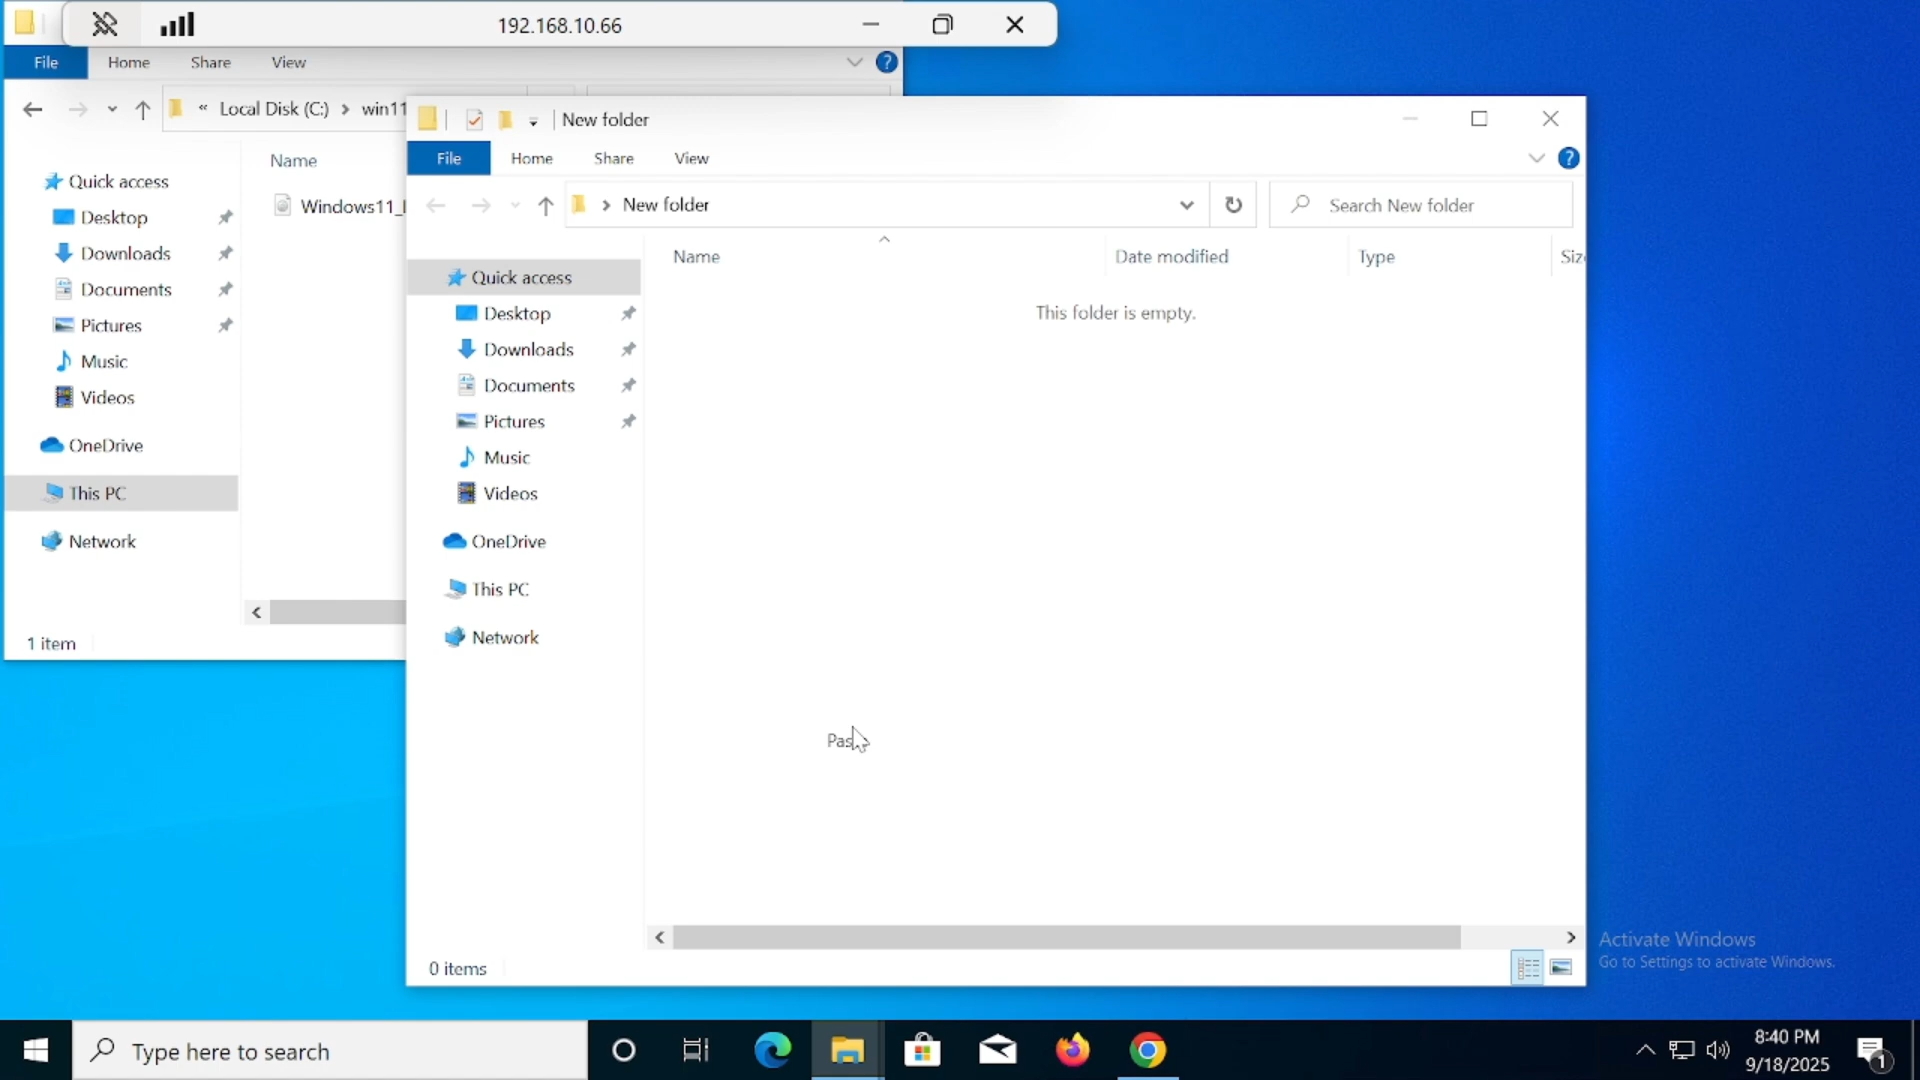 192.168.10.66
File Home Share View
Local Disk (C:) win11
Name
Quick access
Desktop
Downloads
Documents
Pictures
Music
Videos
OneDrive
This PC
Network
Windows11_
1 item
New folder
File Home Share View
New folder
Search New folder
Name Date modified Type Size
This folder is empty.
Quick access
Desktop
Downloads
Documents
Pictures
Music
Videos
OneDrive
This PC
Network
Pas
0 items
Activate Windows
Go to Settings to activate Windows.
Type here to search
8:40 PM
9/18/2025
1